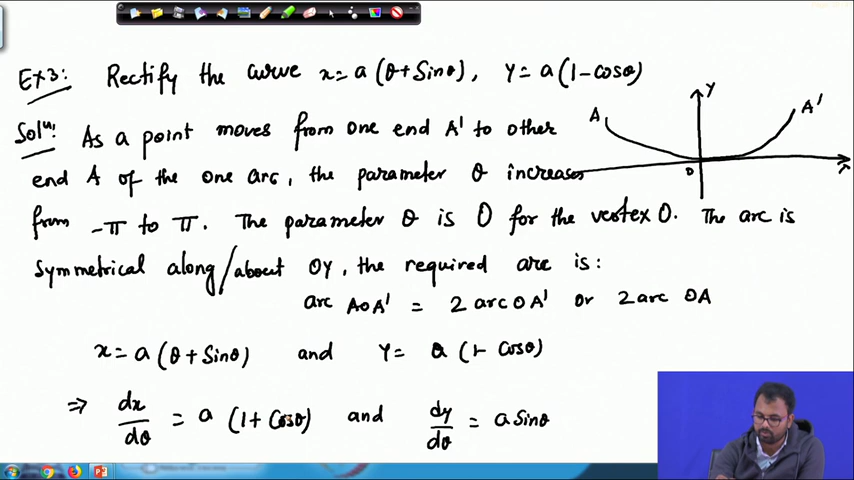 Ex3: Rectify the curve x = a(θ+Sinθ), Y = a(1-cosθ)
Y
A A'
0
x
Solu: As a point moves from one end A' to other
end A of the one arc, the parameter θ increases
from -π to π. The parameter θ is 0 for the vertex 0. The arc is
symmetrical along/about OY, the required arc is:
arc AOA' = 2 arc OA' or 2 arc OA
x = a(θ+Sinθ) and Y = a(1- Cosθ)
⇒ dx/dθ = a (1+Cosθ) and dy/dθ = a Sinθ